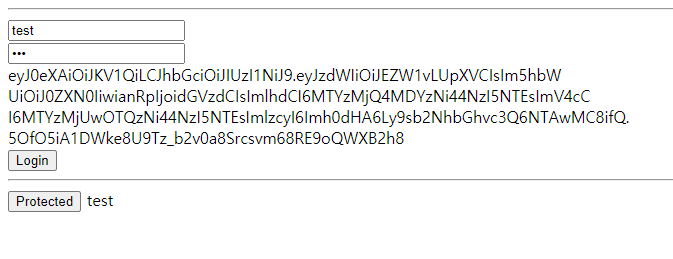 test
•••
eyJ0eXAiOiJKV1QiLCJhbGciOiJIUzI1NiJ9.eyJzdWIiOiJEZW1vLUpXVCIsIm5hbW
UiOiJ0ZXN0IiwianRpIjoidGVzdCIsImlhdCI6MTYzMjQ4MDYzNi44NzI5NTEsImV4cC
I6MTYzMjUwOTQzNi44NzI5NTEsImlzcyI6Imh0dHA6Ly9sb2NhbGhvc3Q6NTAwMC8ifQ.
5OfO5iA1DWke8U9Tz_b2v0a8Srcsvm68RE9oQWXB2h8
Login
Protected test